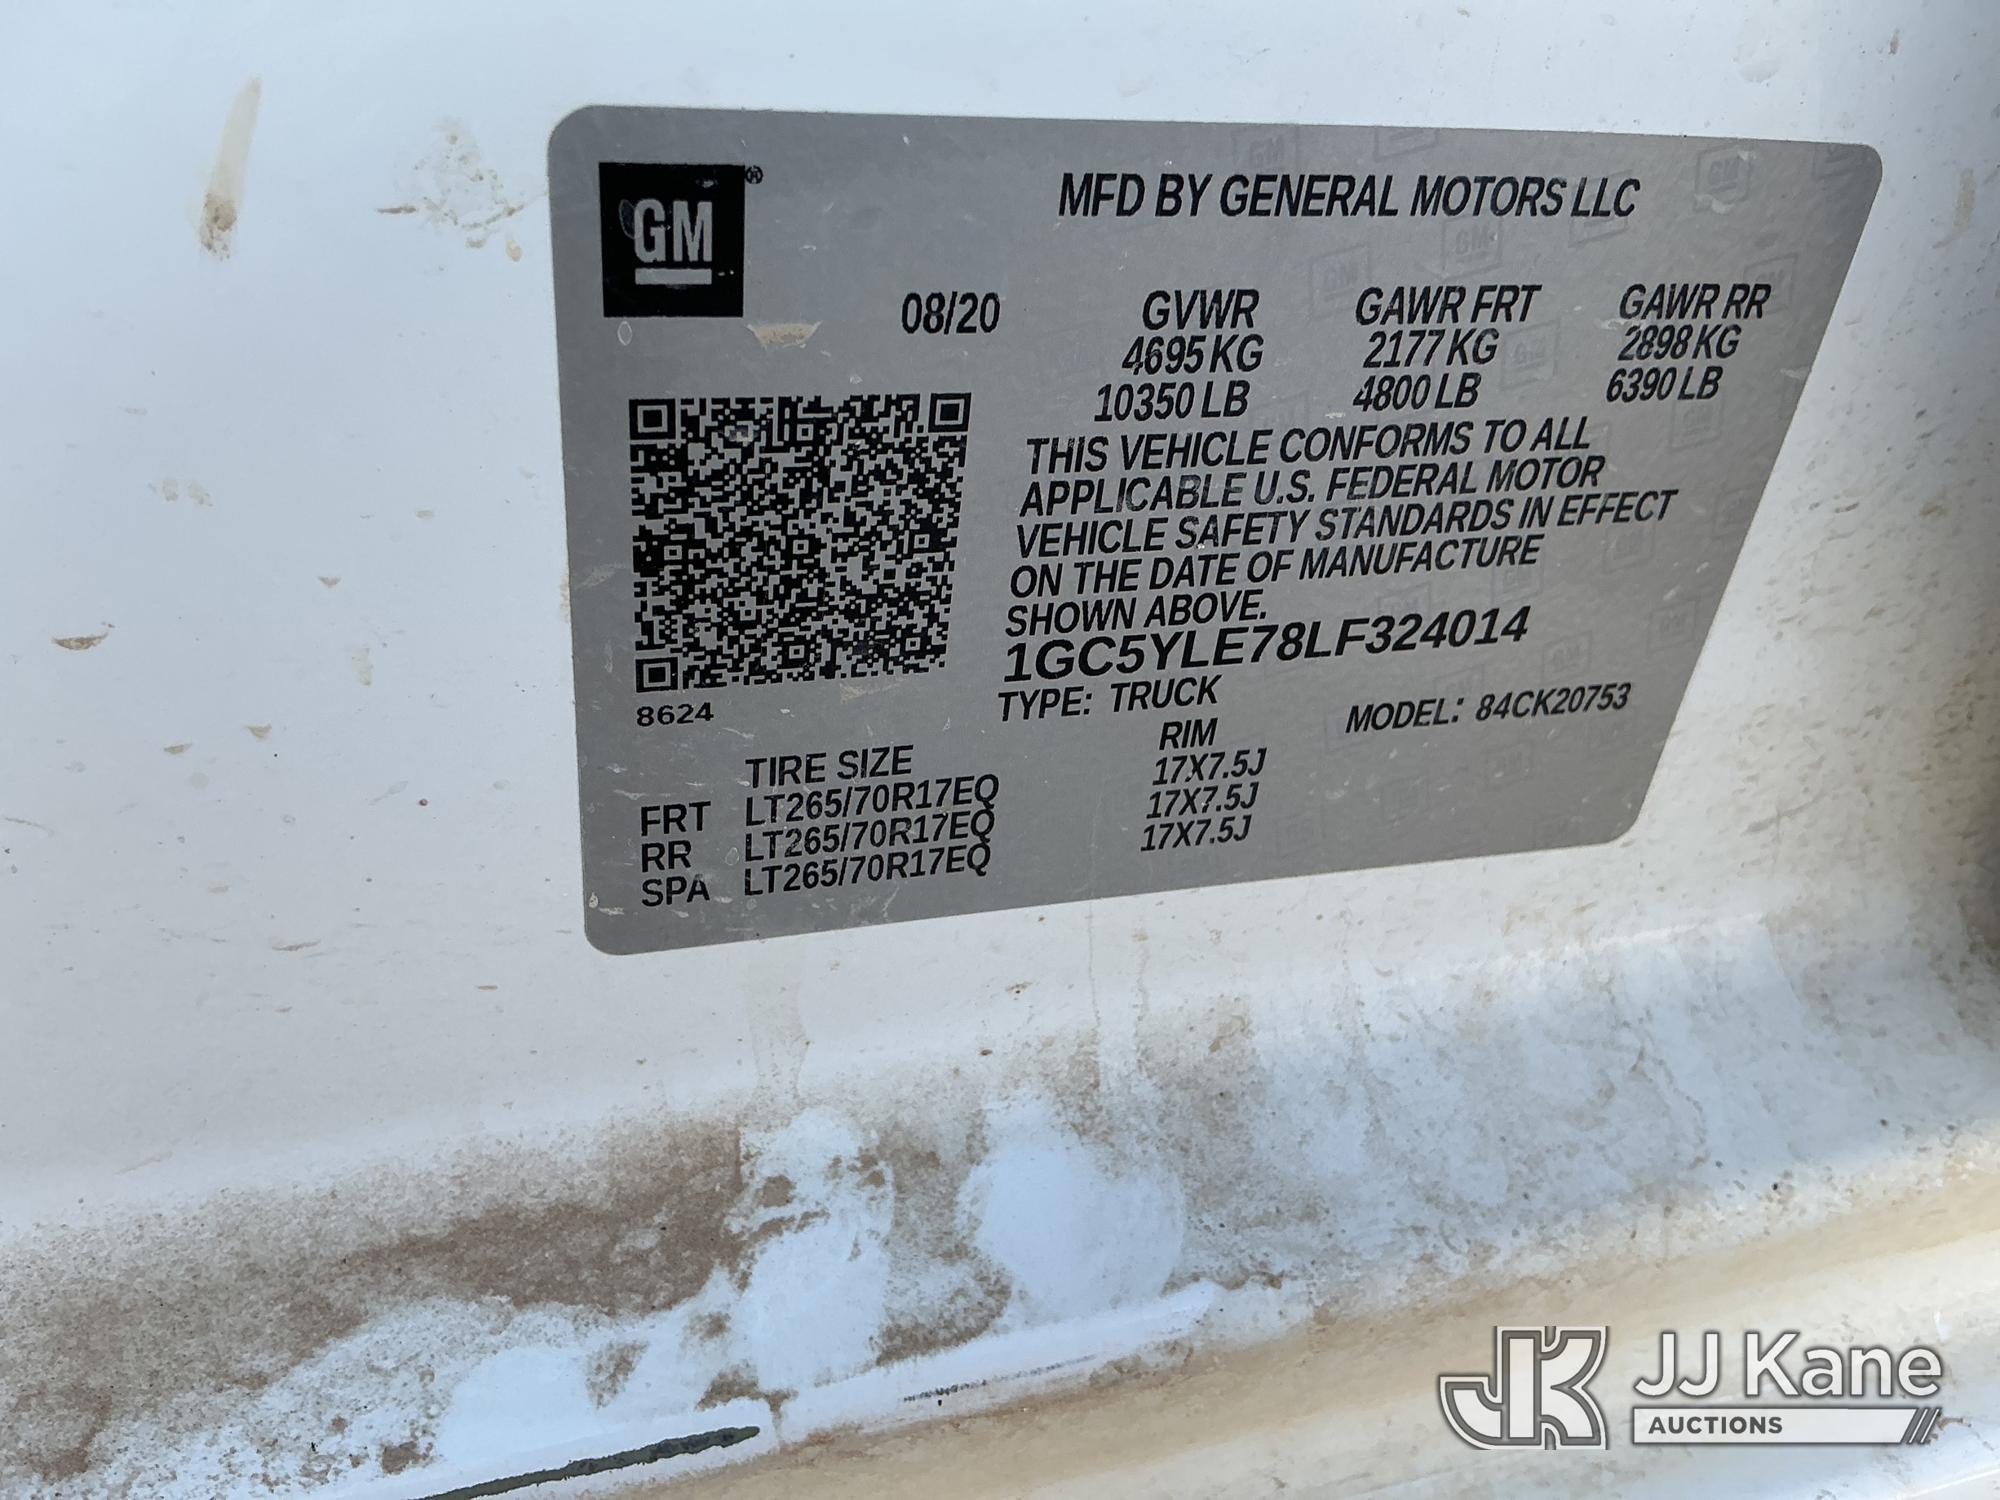 GM®
MFD BY GENERAL MOTORS LLC
08/20
GVWR GAWR FRT GAWR RR
4695 KG 2177 KG 2898 KG
10350 LB 4800 LB 6390 LB
THIS VEHICLE CONFORMS TO ALL
APPLICABLE U.S. FEDERAL MOTOR
VEHICLE SAFETY STANDARDS IN EFFECT
ON THE DATE OF MANUFACTURE
SHOWN ABOVE.
1GC5YLE78LF324014
TYPE: TRUCK MODEL: 84CK20753
8624
TIRE SIZE RIM
FRT LT265/70R17EQ 17X7.5J
RR LT265/70R17EQ 17X7.5J
SPA LT265/70R17EQ 17X7.5J
JK JJ Kane
AUCTIONS